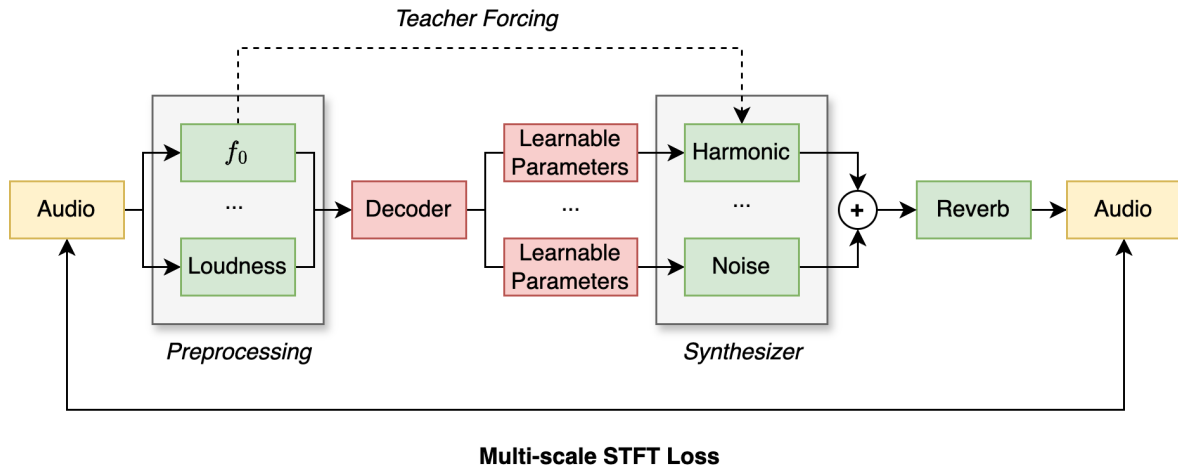 Teacher Forcing
f₀
...
Loudness
Audio
Preprocessing
Decoder
Learnable
Parameters
...
Learnable
Parameters
Harmonic
...
Noise
Synthesizer
+
Reverb
Audio
Multi-scale STFT Loss